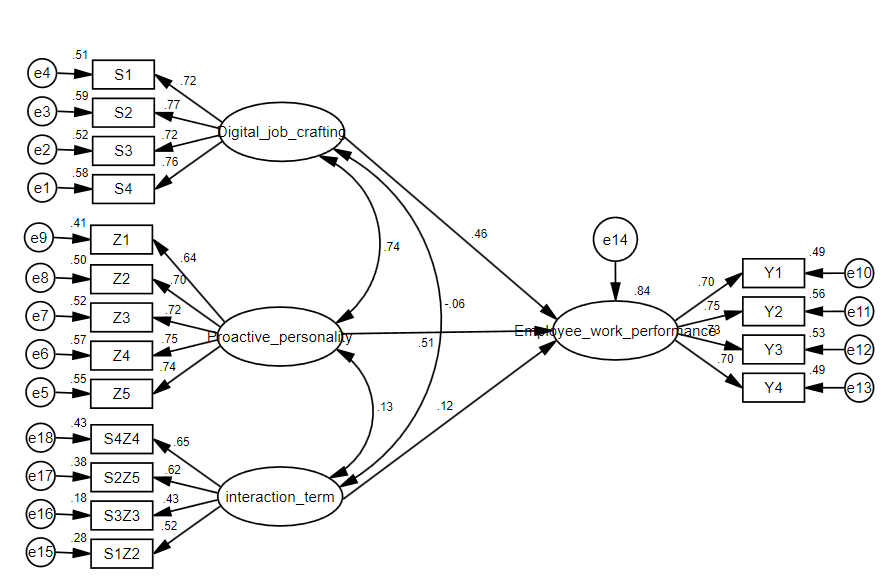 .51
e4 S1 .72
.59
e3 S2 .77
.52
e2 S3 .72
.58
e1 S4 .76
Digital_job_crafting
.41
e9 Z1 .64
.50
e8 Z2 .70
.52
e7 Z3 .72
.57
e6 Z4 .75
.55
e5 Z5 .74
Proactive_personality
.43
e18 S4Z4 .65
.38
e17 S2Z5 .62
.18
e16 S3Z3 .43
.28
e15 S1Z2 .52
interaction_term
.74
-.06
.13
.46
.51
.12
e14
.84
Employee_work_performance
.49
.70 Y1 e10
.56
.75 Y2 e11
.53
.73 Y3 e12
.49
.70 Y4 e13